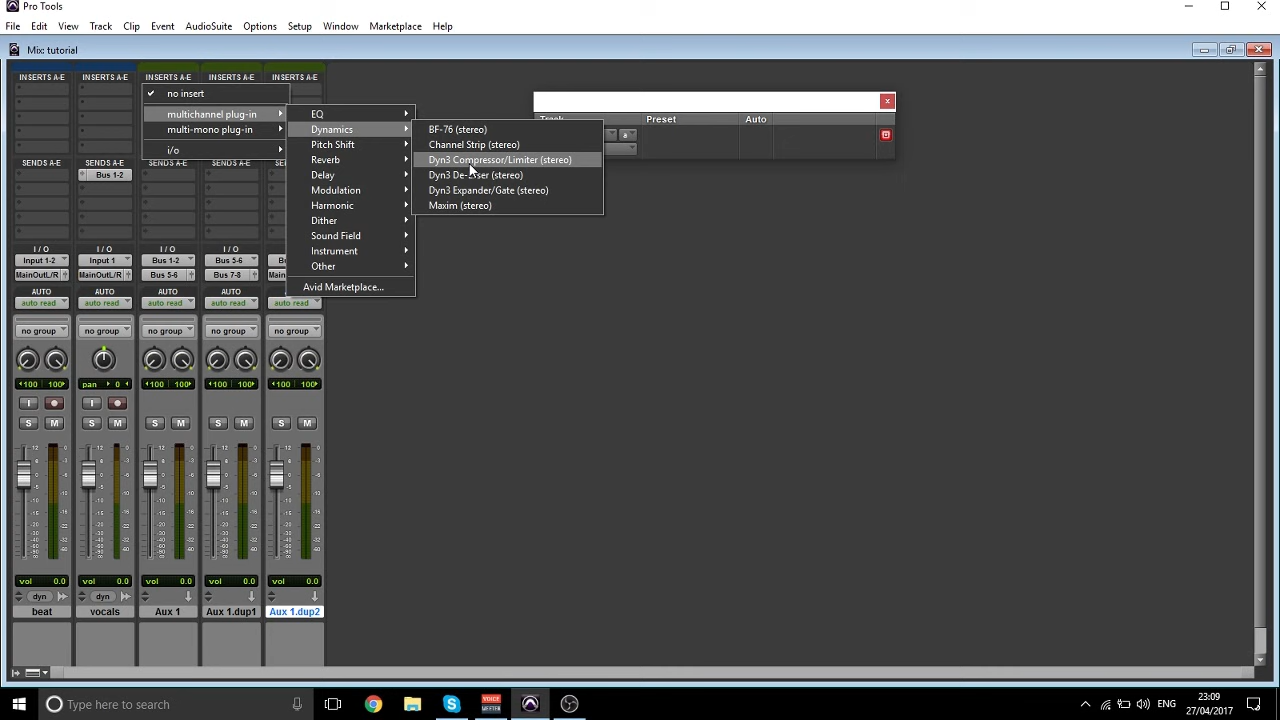 Pro Tools
File Edit View Track Clip Event AudioSuite Options Setup Window Marketplace Help
Mix: tutorial
INSERTS A-E INSERTS A-E INSERTS A-E INSERTS A-E INSERTS A-E
no insert
multichannel plug-in
multi-mono plug-in
i/o
EQ
Dynamics
Pitch Shift
Reverb
Delay
Modulation
Harmonic
Dither
Sound Field
Instrument
Other
Avid Marketplace...
BF-76 (stereo)
Channel Strip (stereo)
Dyn3 Compressor/Limiter (stereo)
Dyn3 De-Esser (stereo)
Dyn3 Expander/Gate (stereo)
Maxim (stereo)
Track Preset Auto
a
SENDS A-E SENDS A-E SENDS A-E SENDS A-E
Bus 1-2
I / O I / O I / O I / O
Input 1-2 Input 1 Bus 1-2 Bus 5-6
MainOutL/R MainOutL/R Bus 5-6 Bus 7-8
AUTO AUTO AUTO AUTO
auto read auto read auto read auto read auto read
no group no group no group no group no group
100 100 pan 0 100 100 100 100 100 100
I I
S M S M S M S M S M
vol 0.0 vol 0.0 vol 0.0 vol 0.0 vol 0.0
dyn dyn
beat vocals Aux 1 Aux 1.dup1 Aux 1.dup2
Type here to search
VOICE MEETER
ENG
23:09
27/04/2017